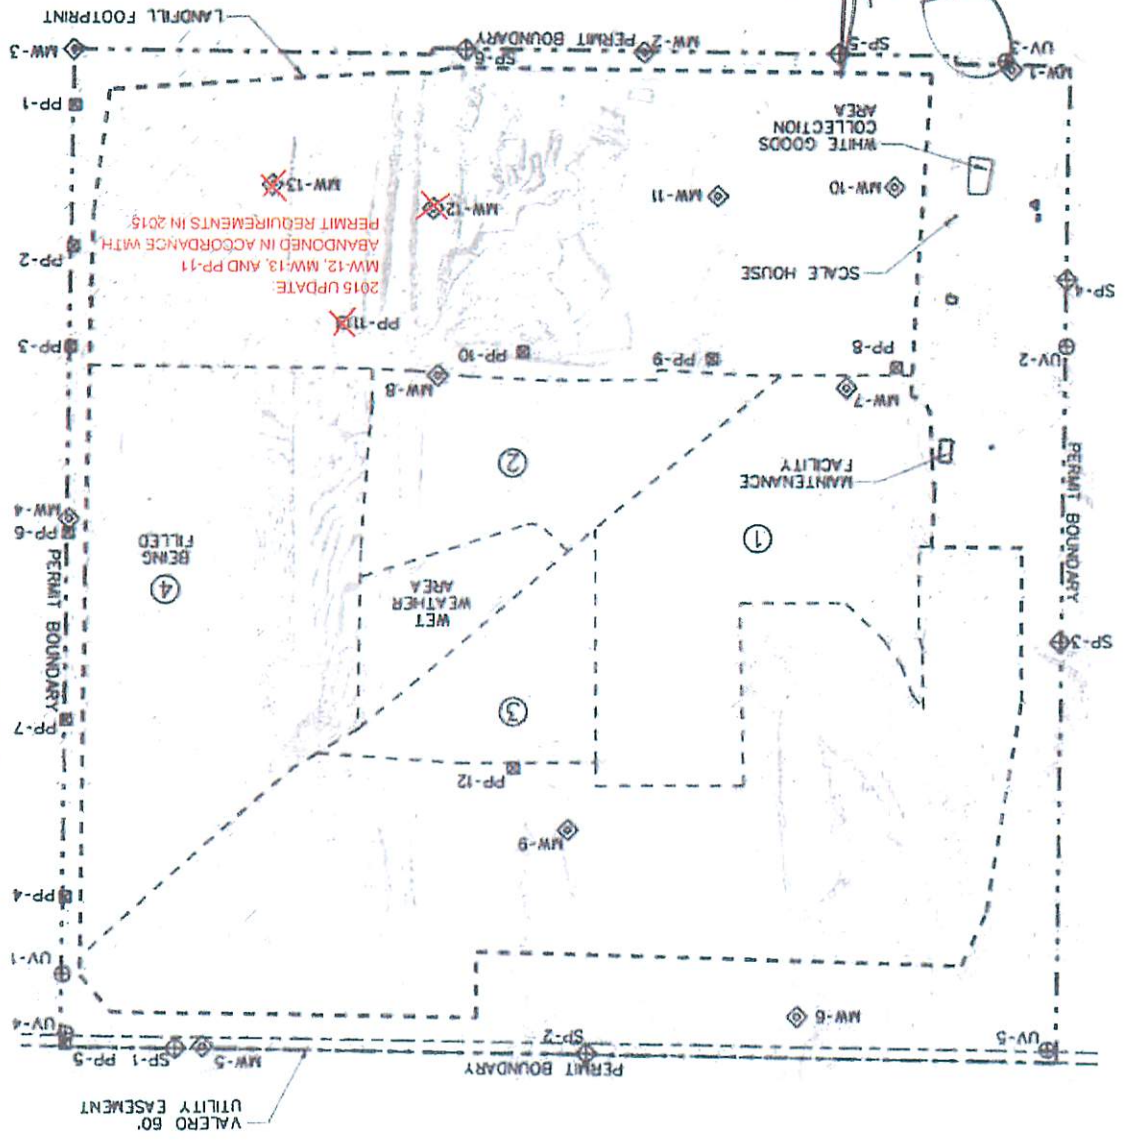 VALERO 60'
UTILITY EASEMENT
PERMIT BOUNDARY
UV-5
SP-2
MW-5
SP-1
PP-5
UV-4
MW-6
UV-1
PP-4
MW-9
PP-12
PP-7
3
SP-3
WET
WEATHER
AREA
4
BEING
FILLED
PERMIT BOUNDARY
1
PP-6
MW-4
PERMIT BOUNDARY
MAINTENANCE
FACILITY
2
MW-7
MW-8
UV-2
PP-8
PP-9
PP-10
PP-3
PP-11
SP-4
SCALE HOUSE
2015 UPDATE:
MW-12, MW-13, AND PP-11
ABANDONED IN ACCORDANCE WITH
PERMIT REQUIREMENTS IN 2015
PP-2
MW-10
MW-11
MW-12
MW-13
WHITE GOODS
COLLECTION
AREA
PP-1
MW-1
UV-3
SP-5
MW-2
PERMIT BOUNDARY
SP-6
MW-3
LANDFILL FOOTPRINT